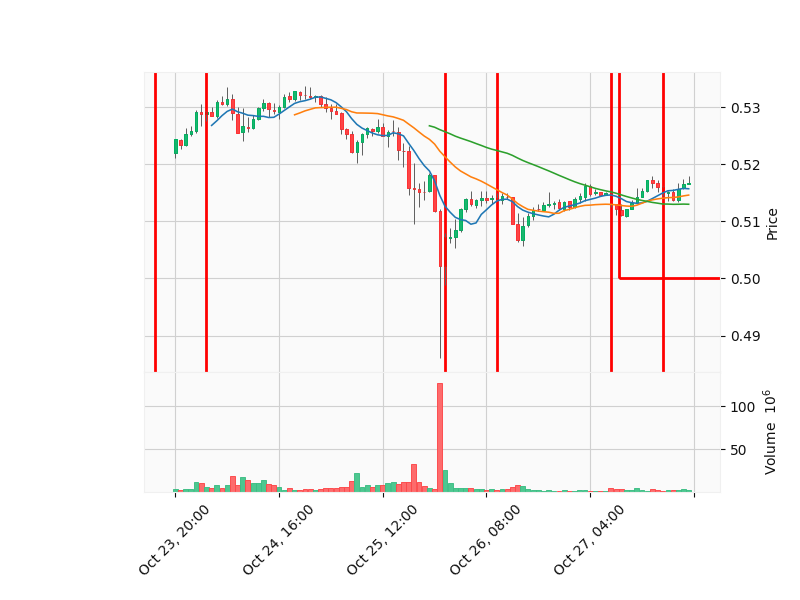 0.53
0.52
0.51
0.50
0.49
Price
100
50
Volume 10^6
Oct 23, 20:00
Oct 24, 16:00
Oct 25, 12:00
Oct 26, 08:00
Oct 27, 04:00